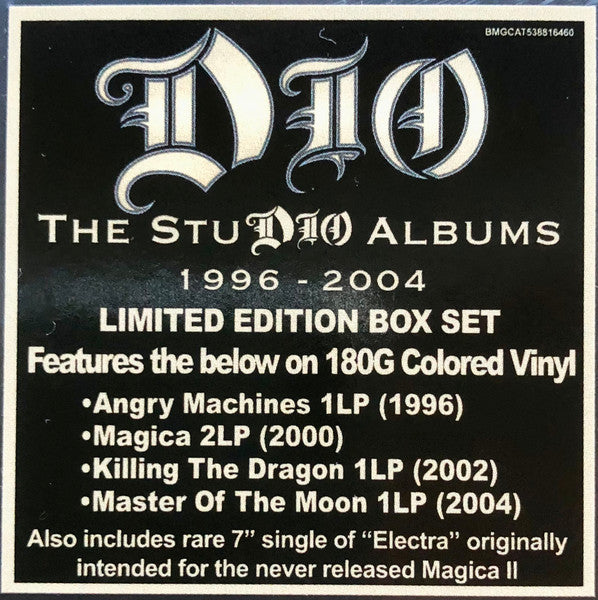 BMGCAT538816460
DIO
THE STUDIO ALBUMS
1996 - 2004
LIMITED EDITION BOX SET
Features the below on 180G Colored Vinyl
•Angry Machines 1LP (1996)
•Magica 2LP (2000)
•Killing The Dragon 1LP (2002)
•Master Of The Moon 1LP (2004)
Also includes rare 7” single of “Electra” originally
intended for the never released Magica II